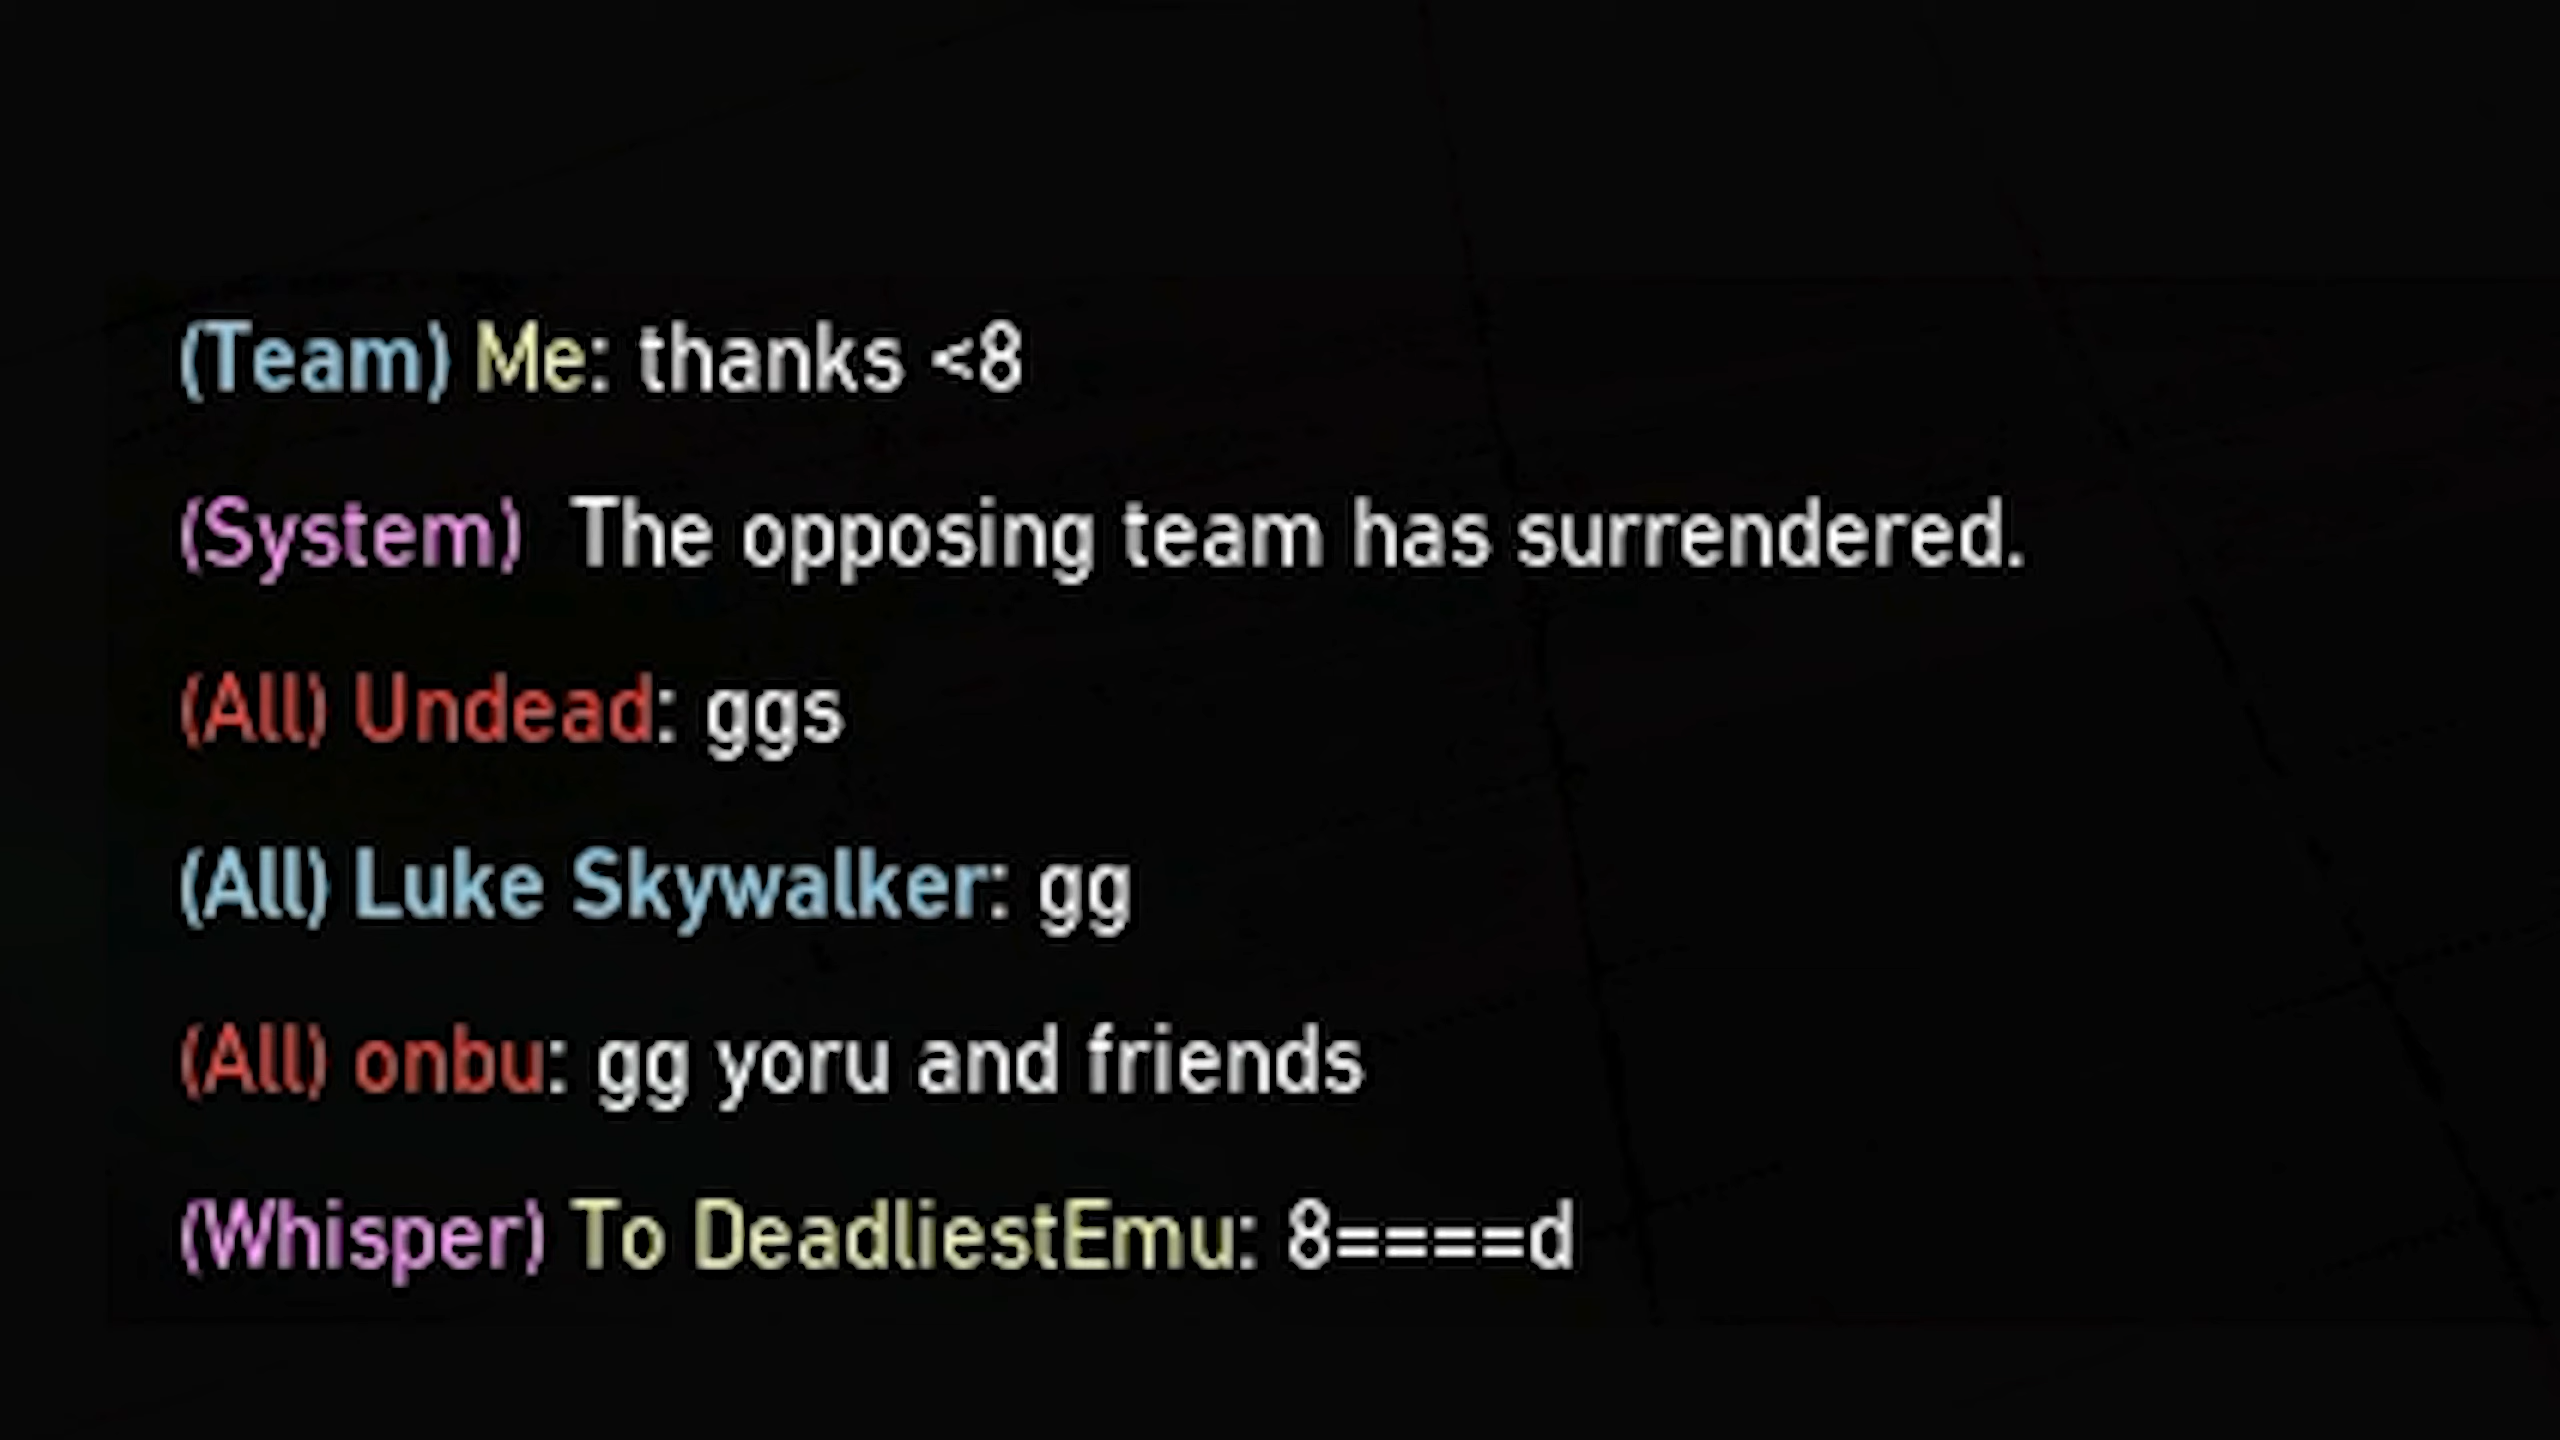 (Team) Me: thanks <8
(System) The opposing team has surrendered.
(All) Undead: ggs
(All) Luke Skywalker: gg
(All) onbu: gg yoru and friends
(Whisper) To DeadliestEmu: 8====d